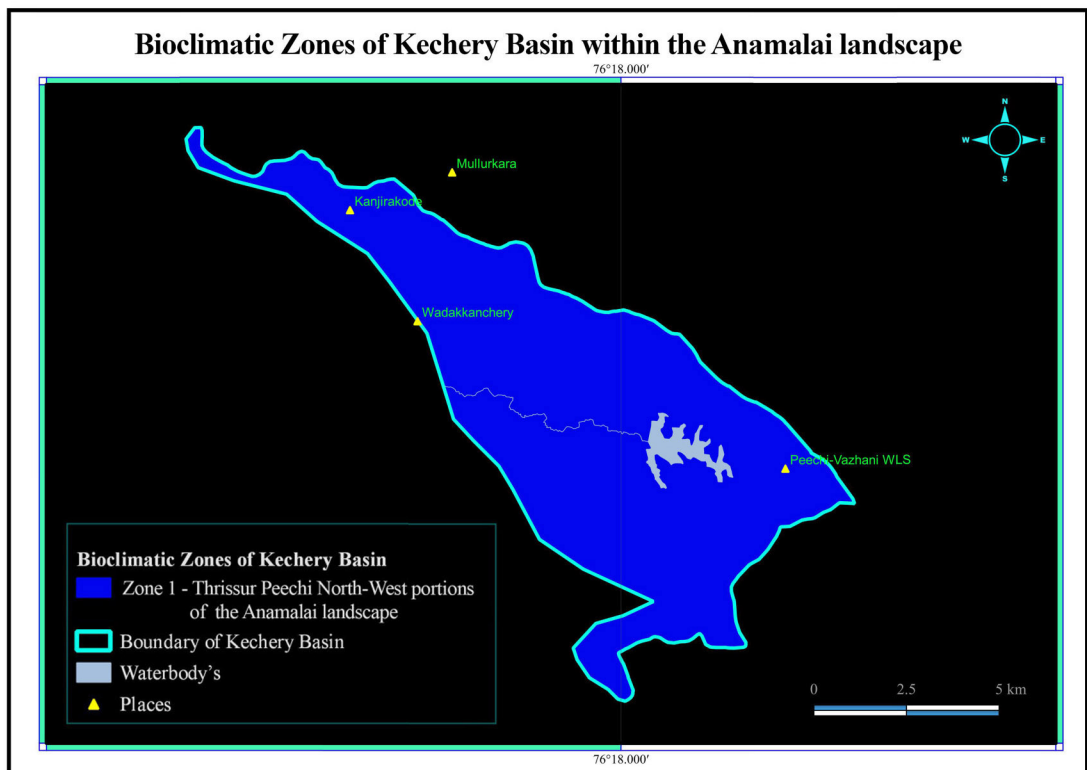 Bioclimatic Zones of Kechery Basin within the Anamalai landscape
76°18.000′
N
W E
S
Mullurkara
Kanjirakode
Wadakkanchery
Peechi-Vazhani WLS
Bioclimatic Zones of Kechery Basin
Zone 1 - Thrissur Peechi North-West portions
of the Anamalai landscape
Boundary of Kechery Basin
Waterbody's
Places
0 2.5 5 km
76°18.000′